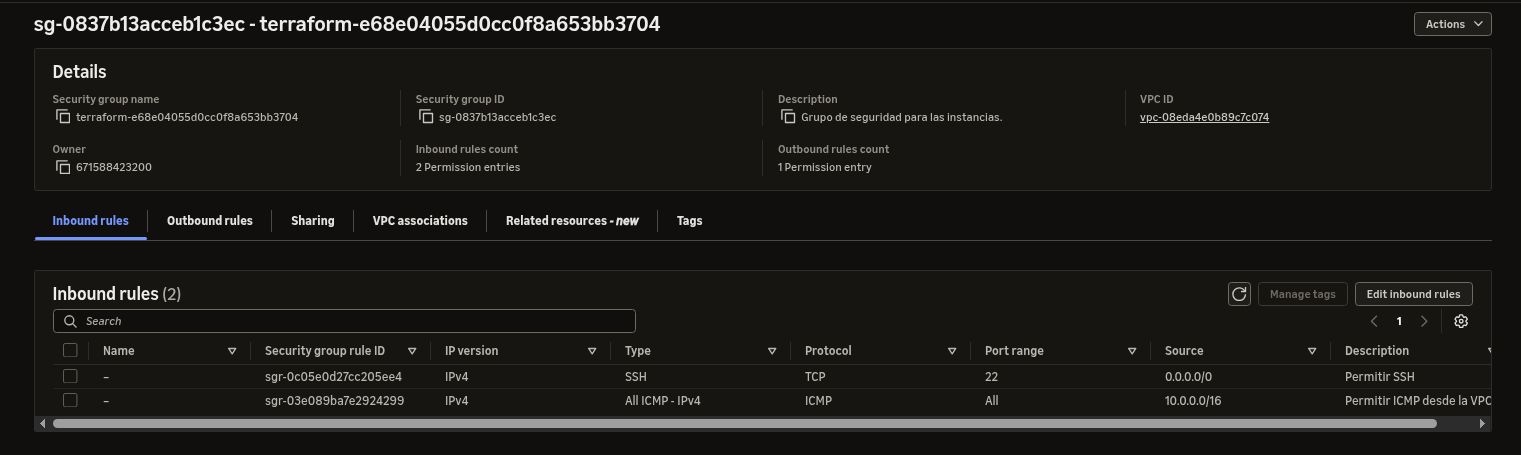 sg-0837b13acceb1c3ec - terraform-e68e04055d0cc0f8a653bb3704
Actions
Details
Security group name
terraform-e68e04055d0cc0f8a653bb3704
Security group ID
sg-0837b13acceb1c3ec
Description
Grupo de seguridad para las instancias.
VPC ID
vpc-08eda4e0b89c7c074
Owner
671588423200
Inbound rules count
2 Permission entries
Outbound rules count
1 Permission entry
Inbound rules Outbound rules Sharing VPC associations Related resources - new Tags
Inbound rules (2)
Manage tags Edit inbound rules
Search
1
Name Security group rule ID IP version Type Protocol Port range Source Description
– sgr-0c05e0d27cc205ee4 IPv4 SSH TCP 22 0.0.0.0/0 Permitir SSH
– sgr-03e089ba7e2924299 IPv4 All ICMP - IPv4 ICMP All 10.0.0.0/16 Permitir ICMP desde la VPC